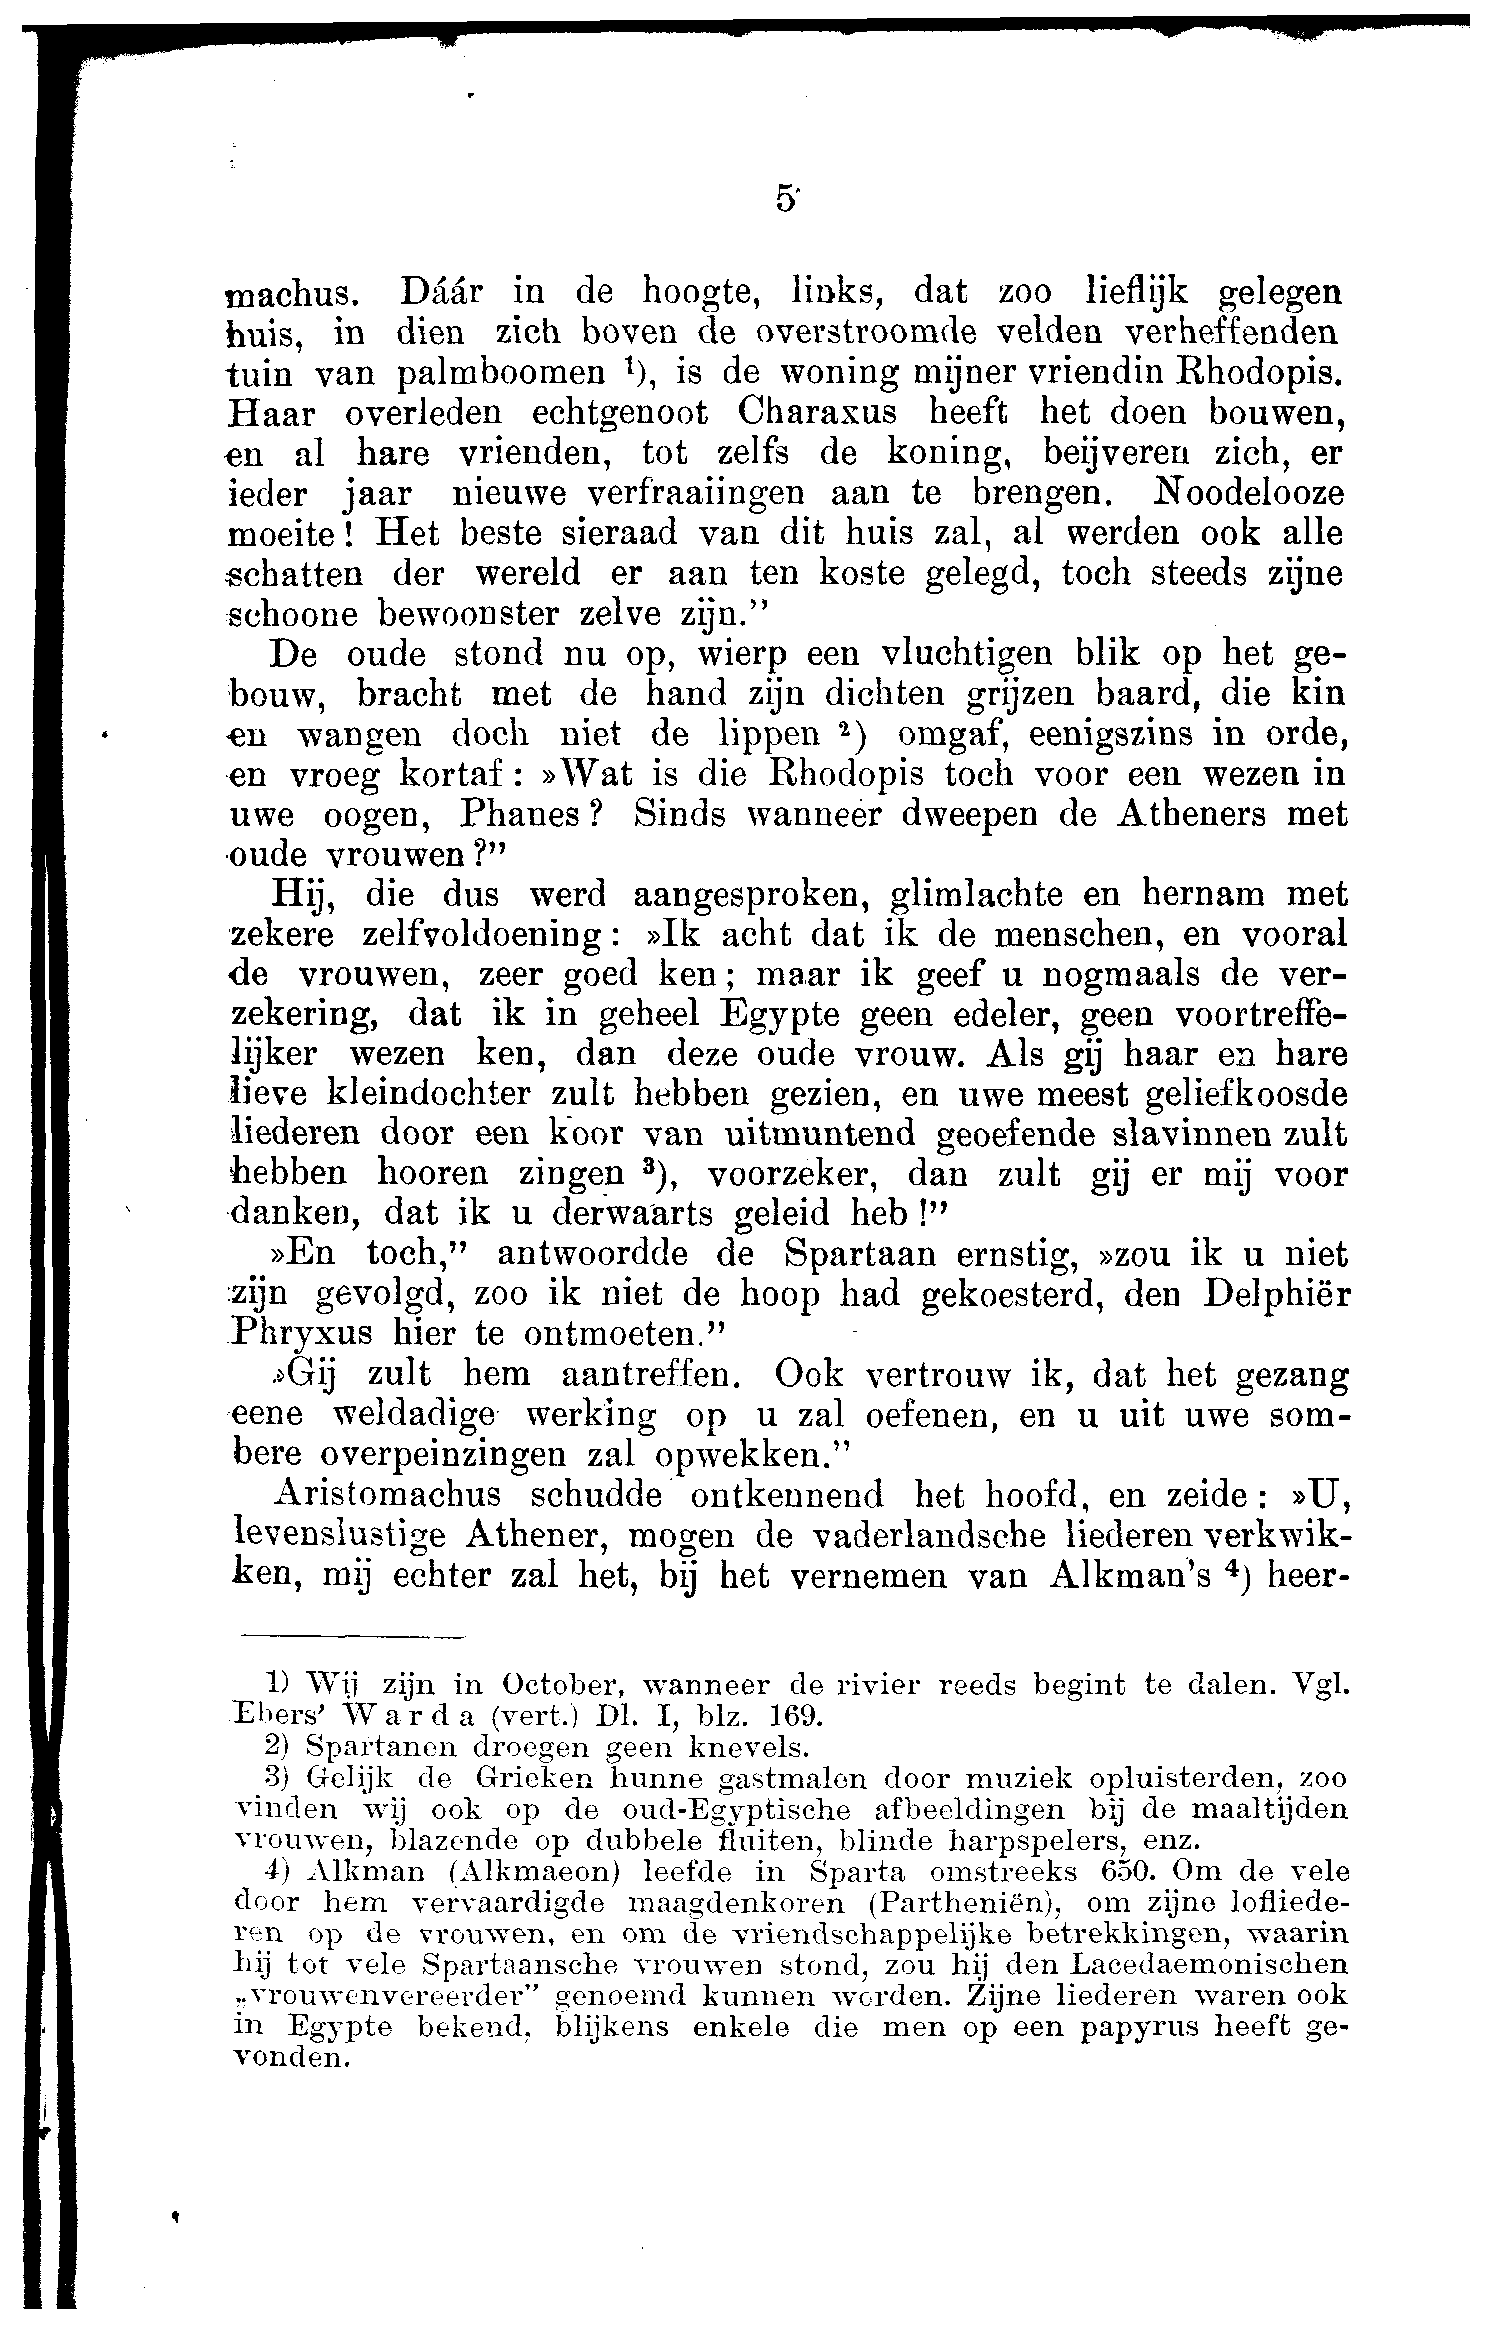 5
machus. Dáár in de hoogte, links, dat zoo lieflijk gelegen
huis, in dien zich boven de overstroomde velden verheffenden
tuin van palmboomen ¹), is de woning mijner vriendin Rhodopis.
Haar overleden echtgenoot Charaxus heeft het doen bouwen,
en al hare vrienden, tot zelfs de koning, beijveren zich, er
ieder jaar nieuwe verfraaiingen aan te brengen. Noodelooze
moeite! Het beste sieraad van dit huis zal, al werden ook alle
schatten der wereld er aan ten koste gelegd, toch steeds zijne
schoone bewoonster zelve zijn.”
De oude stond nu op, wierp een vluchtigen blik op het ge-
bouw, bracht met de hand zijn dichten grijzen baard, die kin
en wangen doch niet de lippen ²) omgaf, eenigszins in orde,
en vroeg kortaf: »Wat is die Rhodopis toch voor een wezen in
uwe oogen, Phanes? Sinds wanneer dweepen de Atheners met
oude vrouwen?”
Hij, die dus werd aangesproken, glimlachte en hernam met
zekere zelfvoldoening: »Ik acht dat ik de menschen, en vooral
de vrouwen, zeer goed ken; maar ik geef u nogmaals de ver-
zekering, dat ik in geheel Egypte geen edeler, geen voortreffe-
lijker wezen ken, dan deze oude vrouw. Als gij haar en hare
lieve kleindochter zult hebben gezien, en uwe meest geliefkoosde
liederen door een koor van uitmuntend geoefende slavinnen zult
hebben hooren zingen ³), voorzeker, dan zult gij er mij voor
danken, dat ik u derwaarts geleid heb!”
»En toch,” antwoordde de Spartaan ernstig, »zou ik u niet
zijn gevolgd, zoo ik niet de hoop had gekoesterd, den Delphiër
Phryxus hier te ontmoeten.”
»Gij zult hem aantreffen. Ook vertrouw ik, dat het gezang
eene weldadige werking op u zal oefenen, en u uit uwe som-
bere overpeinzingen zal opwekken.”
Aristomachus schudde ontkennend het hoofd, en zeide: »U,
levenslustige Athener, mogen de vaderlandsche liederen verkwik-
ken, mij echter zal het, bij het vernemen van Alkman's ⁴) heer-
1) Wij zijn in October, wanneer de rivier reeds begint te dalen. Vgl.
Ebers' Warda (vert.) Dl. I, blz. 169.
2) Spartanen droegen geen knevels.
3) Gelijk de Grieken hunne gastmalen door muziek opluisterden, zoo
vinden wij ook op de oud-Egyptische afbeeldingen bij de maaltijden
vrouwen, blazende op dubbele fluiten, blinde harpspelers, enz.
4) Alkman (Alkmaeon) leefde in Sparta omstreeks 650. Om de vele
door hem vervaardigde maagdenkoren (Partheniën), om zijne lofliede-
ren op de vrouwen, en om de vriendschappelijke betrekkingen, waarin
hij tot vele Spartaansche vrouwen stond, zou hij den Lacedaemonischen
„vrouwenvereerder” genoemd kunnen worden. Zijne liederen waren ook
in Egypte bekend, blijkens enkele die men op een papyrus heeft ge-
vonden.